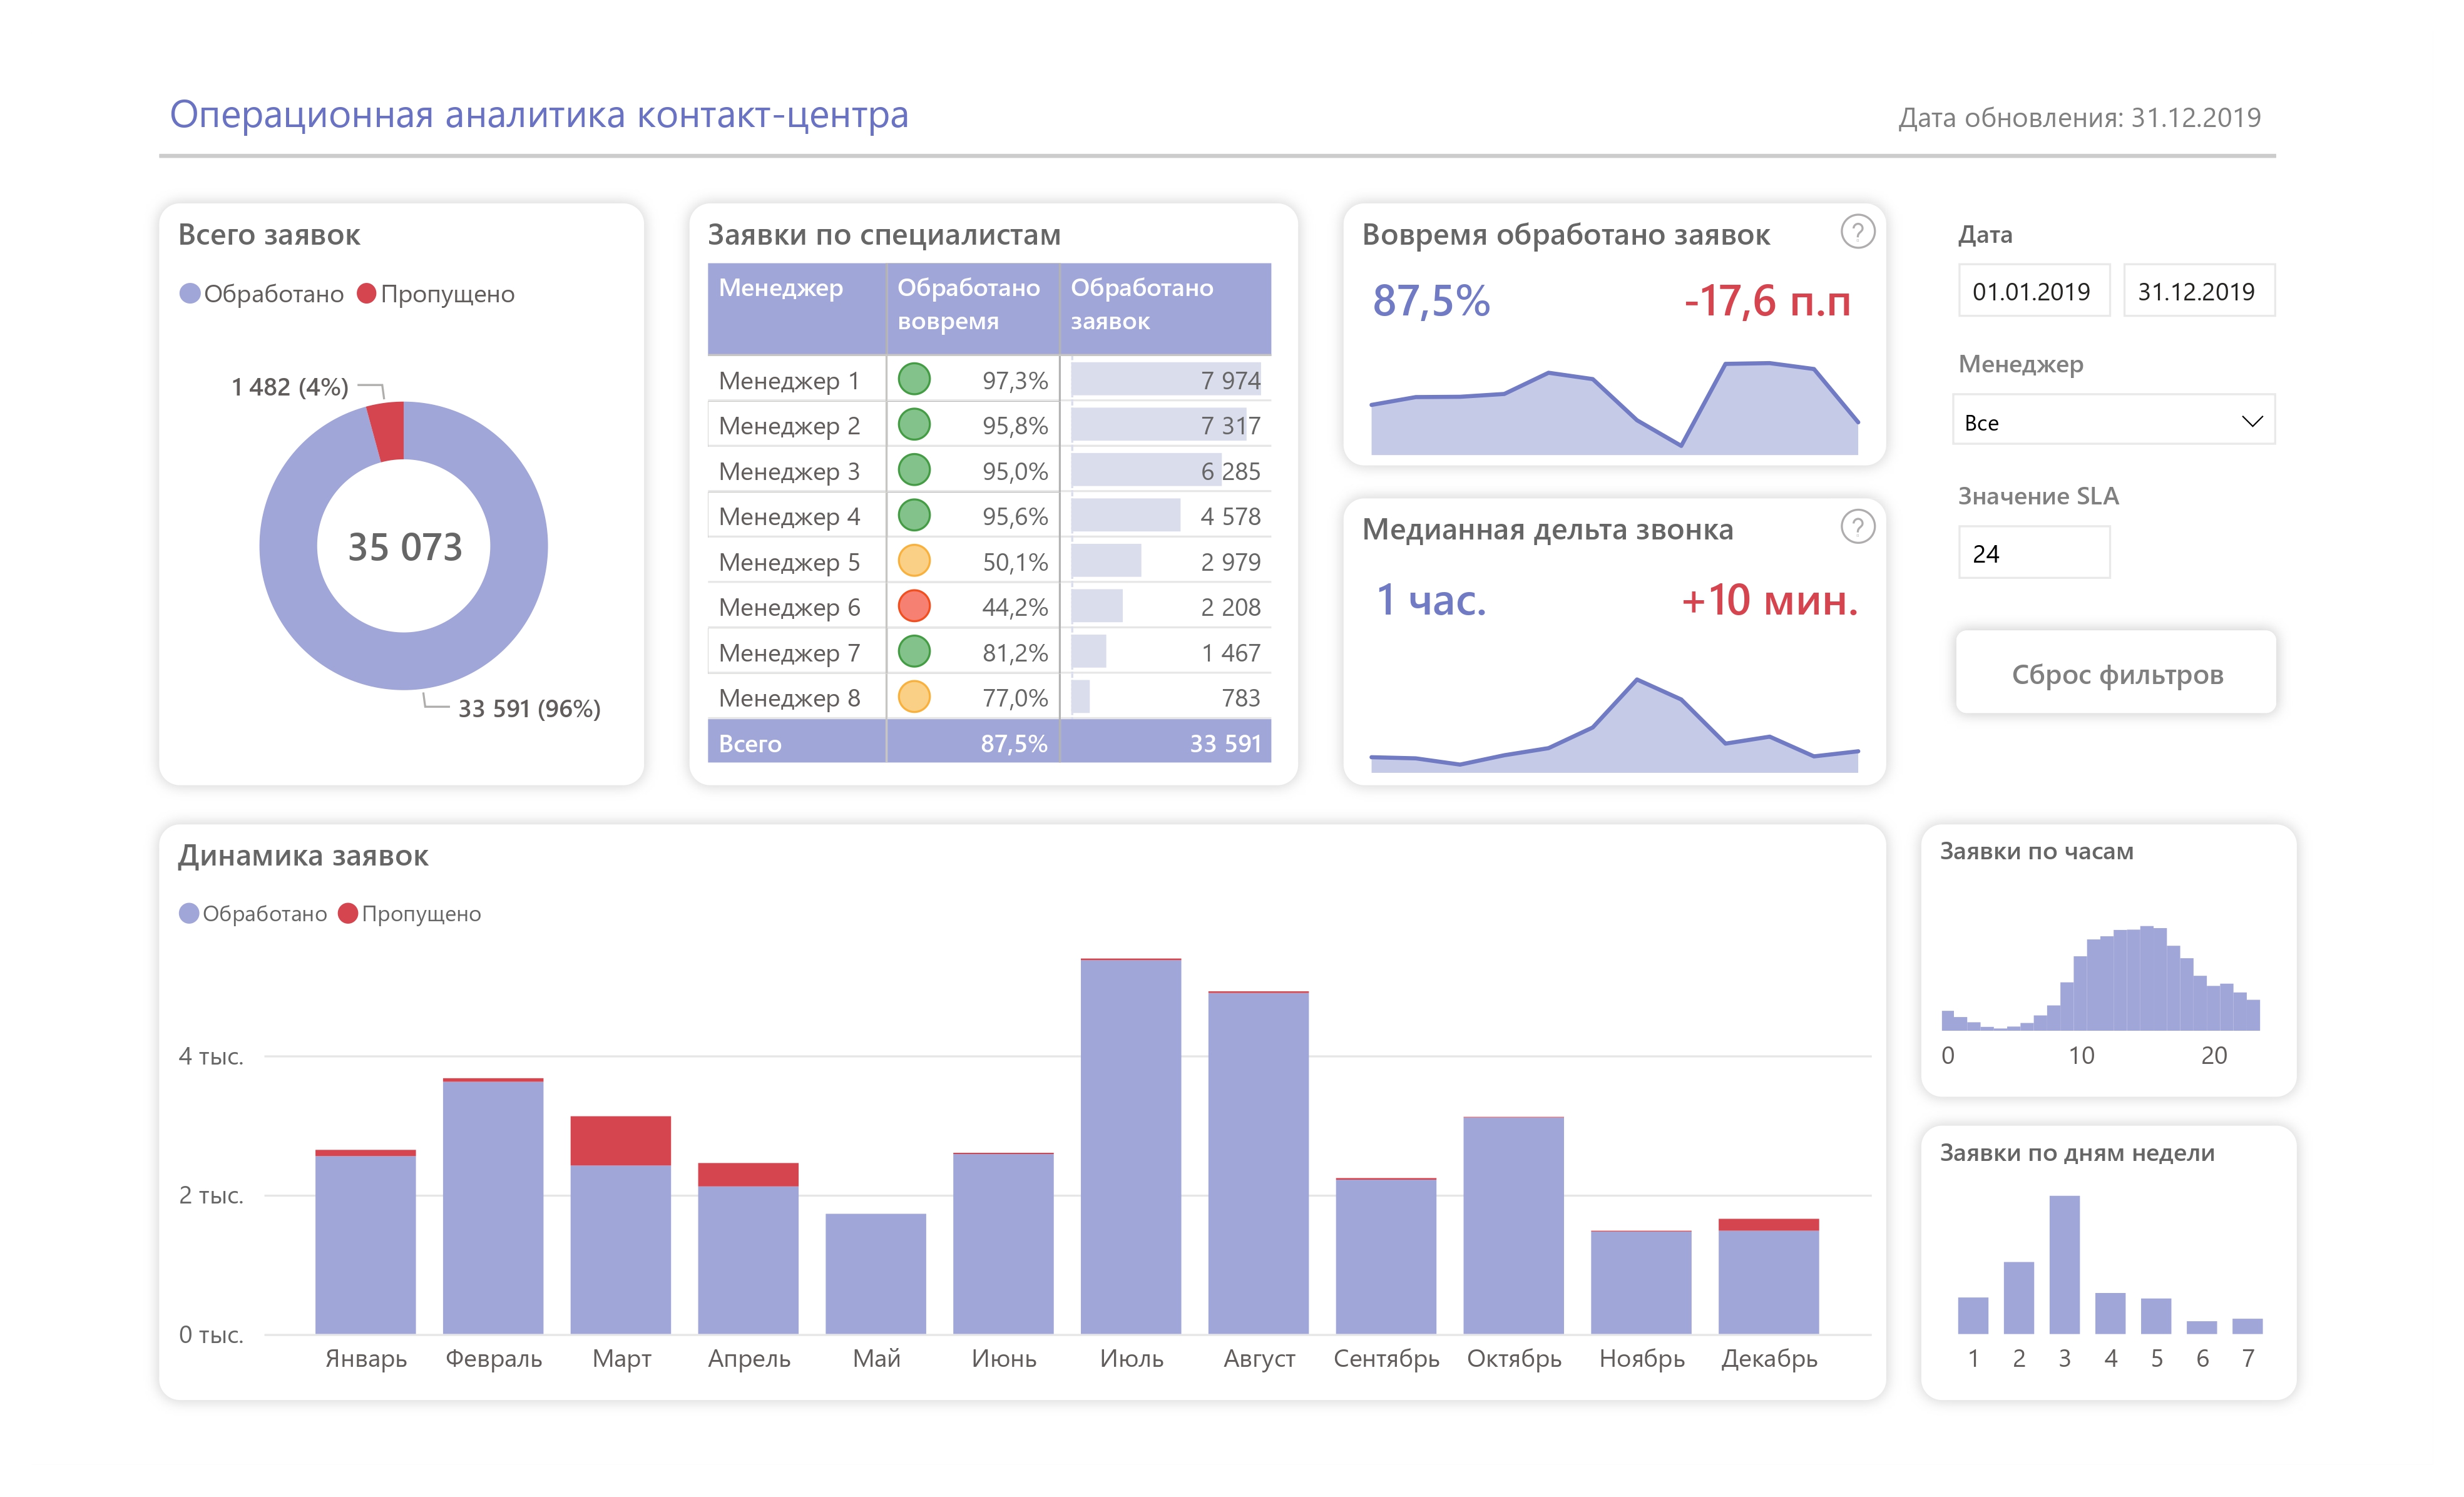 Операционная аналитика контакт-центра
Дата обновления: 31.12.2019
Всего заявок
Обработано Пропущено
1 482 (4%)
35 073
33 591 (96%)
Заявки по специалистам
Менеджер Обработано вовремя Обработано заявок
Менеджер 1 97,3% 7 974
Менеджер 2 95,8% 7 317
Менеджер 3 95,0% 6 285
Менеджер 4 95,6% 4 578
Менеджер 5 50,1% 2 979
Менеджер 6 44,2% 2 208
Менеджер 7 81,2% 1 467
Менеджер 8 77,0% 783
Всего 87,5% 33 591
Вовремя обработано заявок ?
87,5% -17,6 п.п
Медианная дельта звонка ?
1 час. +10 мин.
Дата
01.01.2019 31.12.2019
Менеджер
Все
Значение SLA
24
Сброс фильтров
Динамика заявок
Обработано Пропущено
4 тыс.
2 тыс.
0 тыс.
Январь Февраль Март Апрель Май Июнь Июль Август Сентябрь Октябрь Ноябрь Декабрь
Заявки по часам
0 10 20
Заявки по дням недели
1 2 3 4 5 6 7